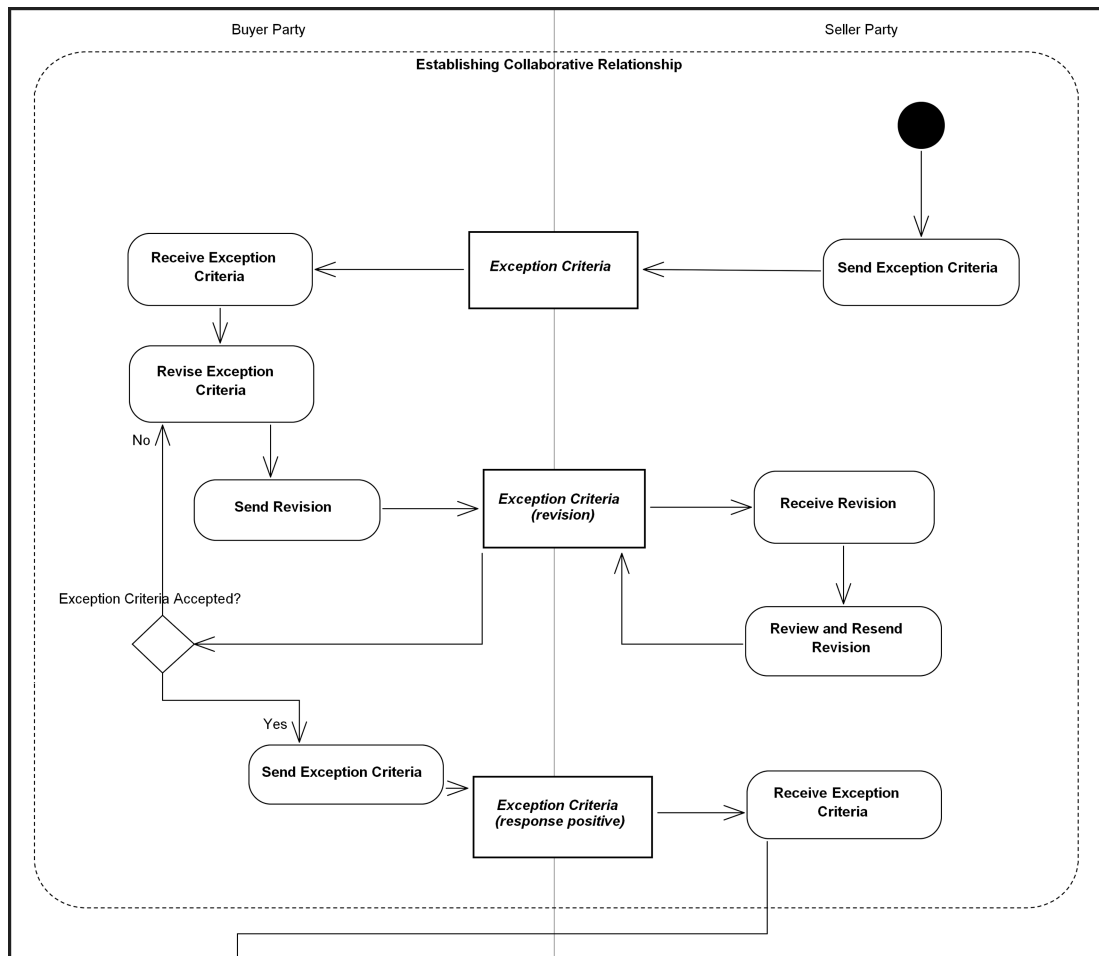 Buyer Party
Seller Party
Establishing Collaborative Relationship
Receive Exception
Criteria
Exception Criteria
Send Exception Criteria
Revise Exception
Criteria
No
Send Revision
Exception Criteria
(revision)
Receive Revision
Exception Criteria Accepted?
Review and Resend
Revision
Yes
Send Exception Criteria
Exception Criteria
(response positive)
Receive Exception
Criteria